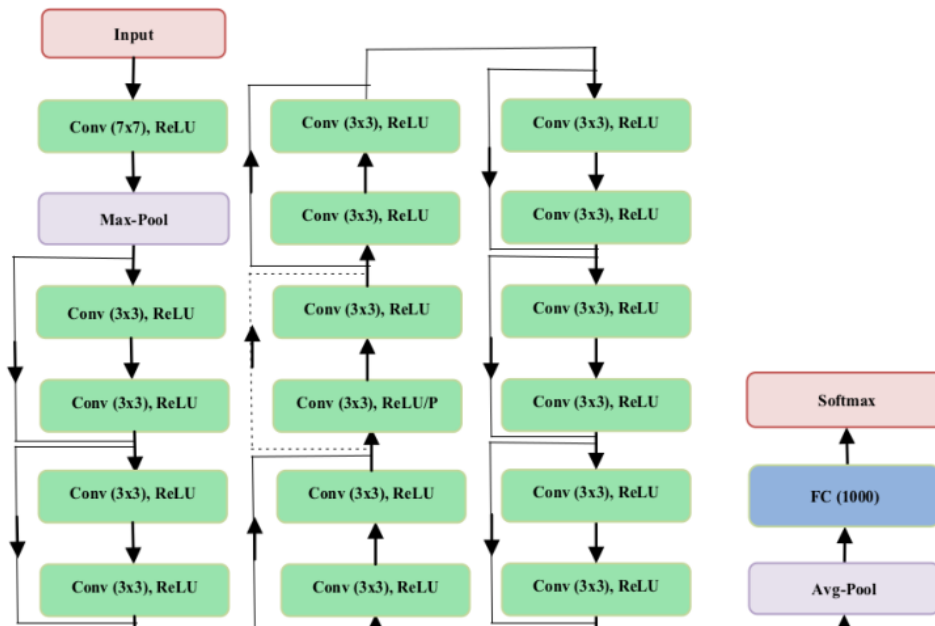 Input
Conv (7x7), ReLU
Max-Pool
Conv (3x3), ReLU
Conv (3x3), ReLU
Conv (3x3), ReLU
Conv (3x3), ReLU
Conv (3x3), ReLU
Conv (3x3), ReLU
Conv (3x3), ReLU
Conv (3x3), ReLU/P
Conv (3x3), ReLU
Conv (3x3), ReLU
Conv (3x3), ReLU
Conv (3x3), ReLU
Conv (3x3), ReLU
Conv (3x3), ReLU
Conv (3x3), ReLU
Conv (3x3), ReLU
Softmax
FC (1000)
Avg-Pool